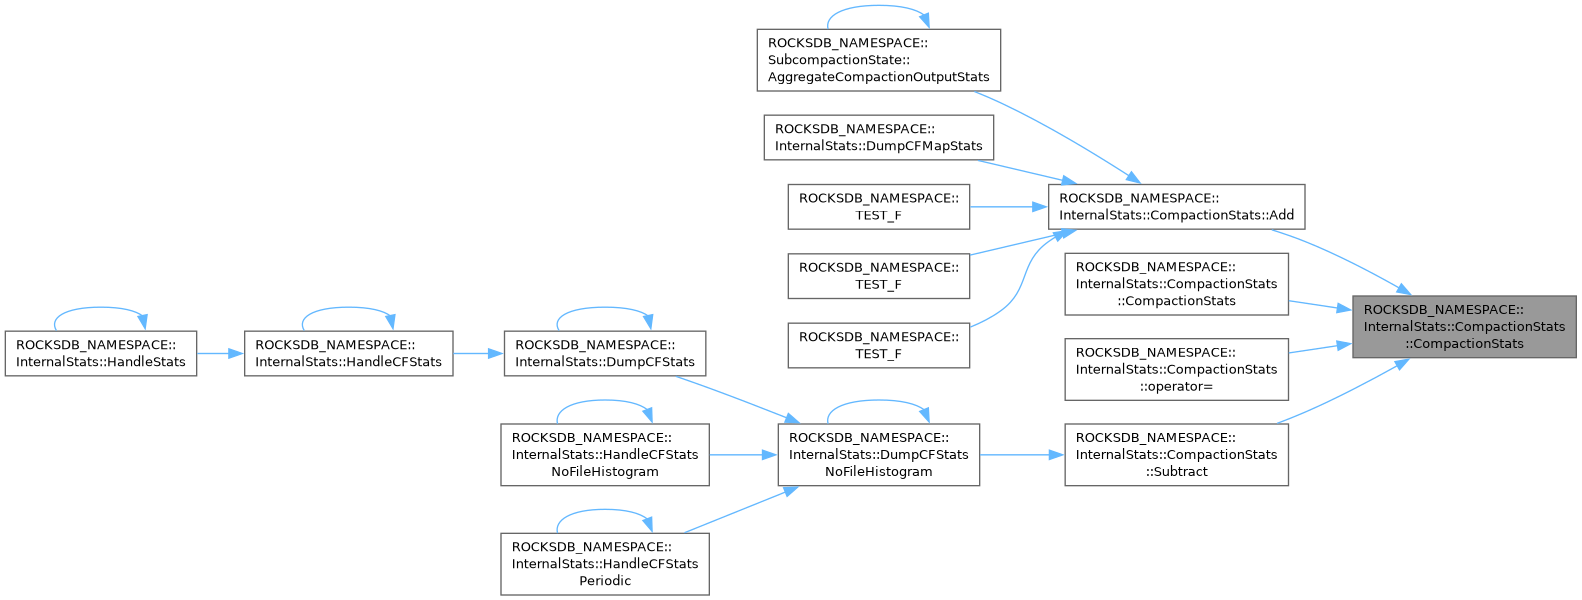 ROCKSDB_NAMESPACE::
SubcompactionState::
AggregateCompactionOutputStats
ROCKSDB_NAMESPACE::
InternalStats::DumpCFMapStats
ROCKSDB_NAMESPACE::
TEST_F
ROCKSDB_NAMESPACE::
InternalStats::CompactionStats::Add
ROCKSDB_NAMESPACE::
TEST_F
ROCKSDB_NAMESPACE::
InternalStats::CompactionStats
::CompactionStats
ROCKSDB_NAMESPACE::
InternalStats::CompactionStats
::CompactionStats
ROCKSDB_NAMESPACE::
InternalStats::HandleStats
ROCKSDB_NAMESPACE::
InternalStats::HandleCFStats
ROCKSDB_NAMESPACE::
InternalStats::DumpCFStats
ROCKSDB_NAMESPACE::
TEST_F
ROCKSDB_NAMESPACE::
InternalStats::CompactionStats
::operator=
ROCKSDB_NAMESPACE::
InternalStats::HandleCFStats
NoFileHistogram
ROCKSDB_NAMESPACE::
InternalStats::DumpCFStats
NoFileHistogram
ROCKSDB_NAMESPACE::
InternalStats::CompactionStats
::Subtract
ROCKSDB_NAMESPACE::
InternalStats::HandleCFStats
Periodic